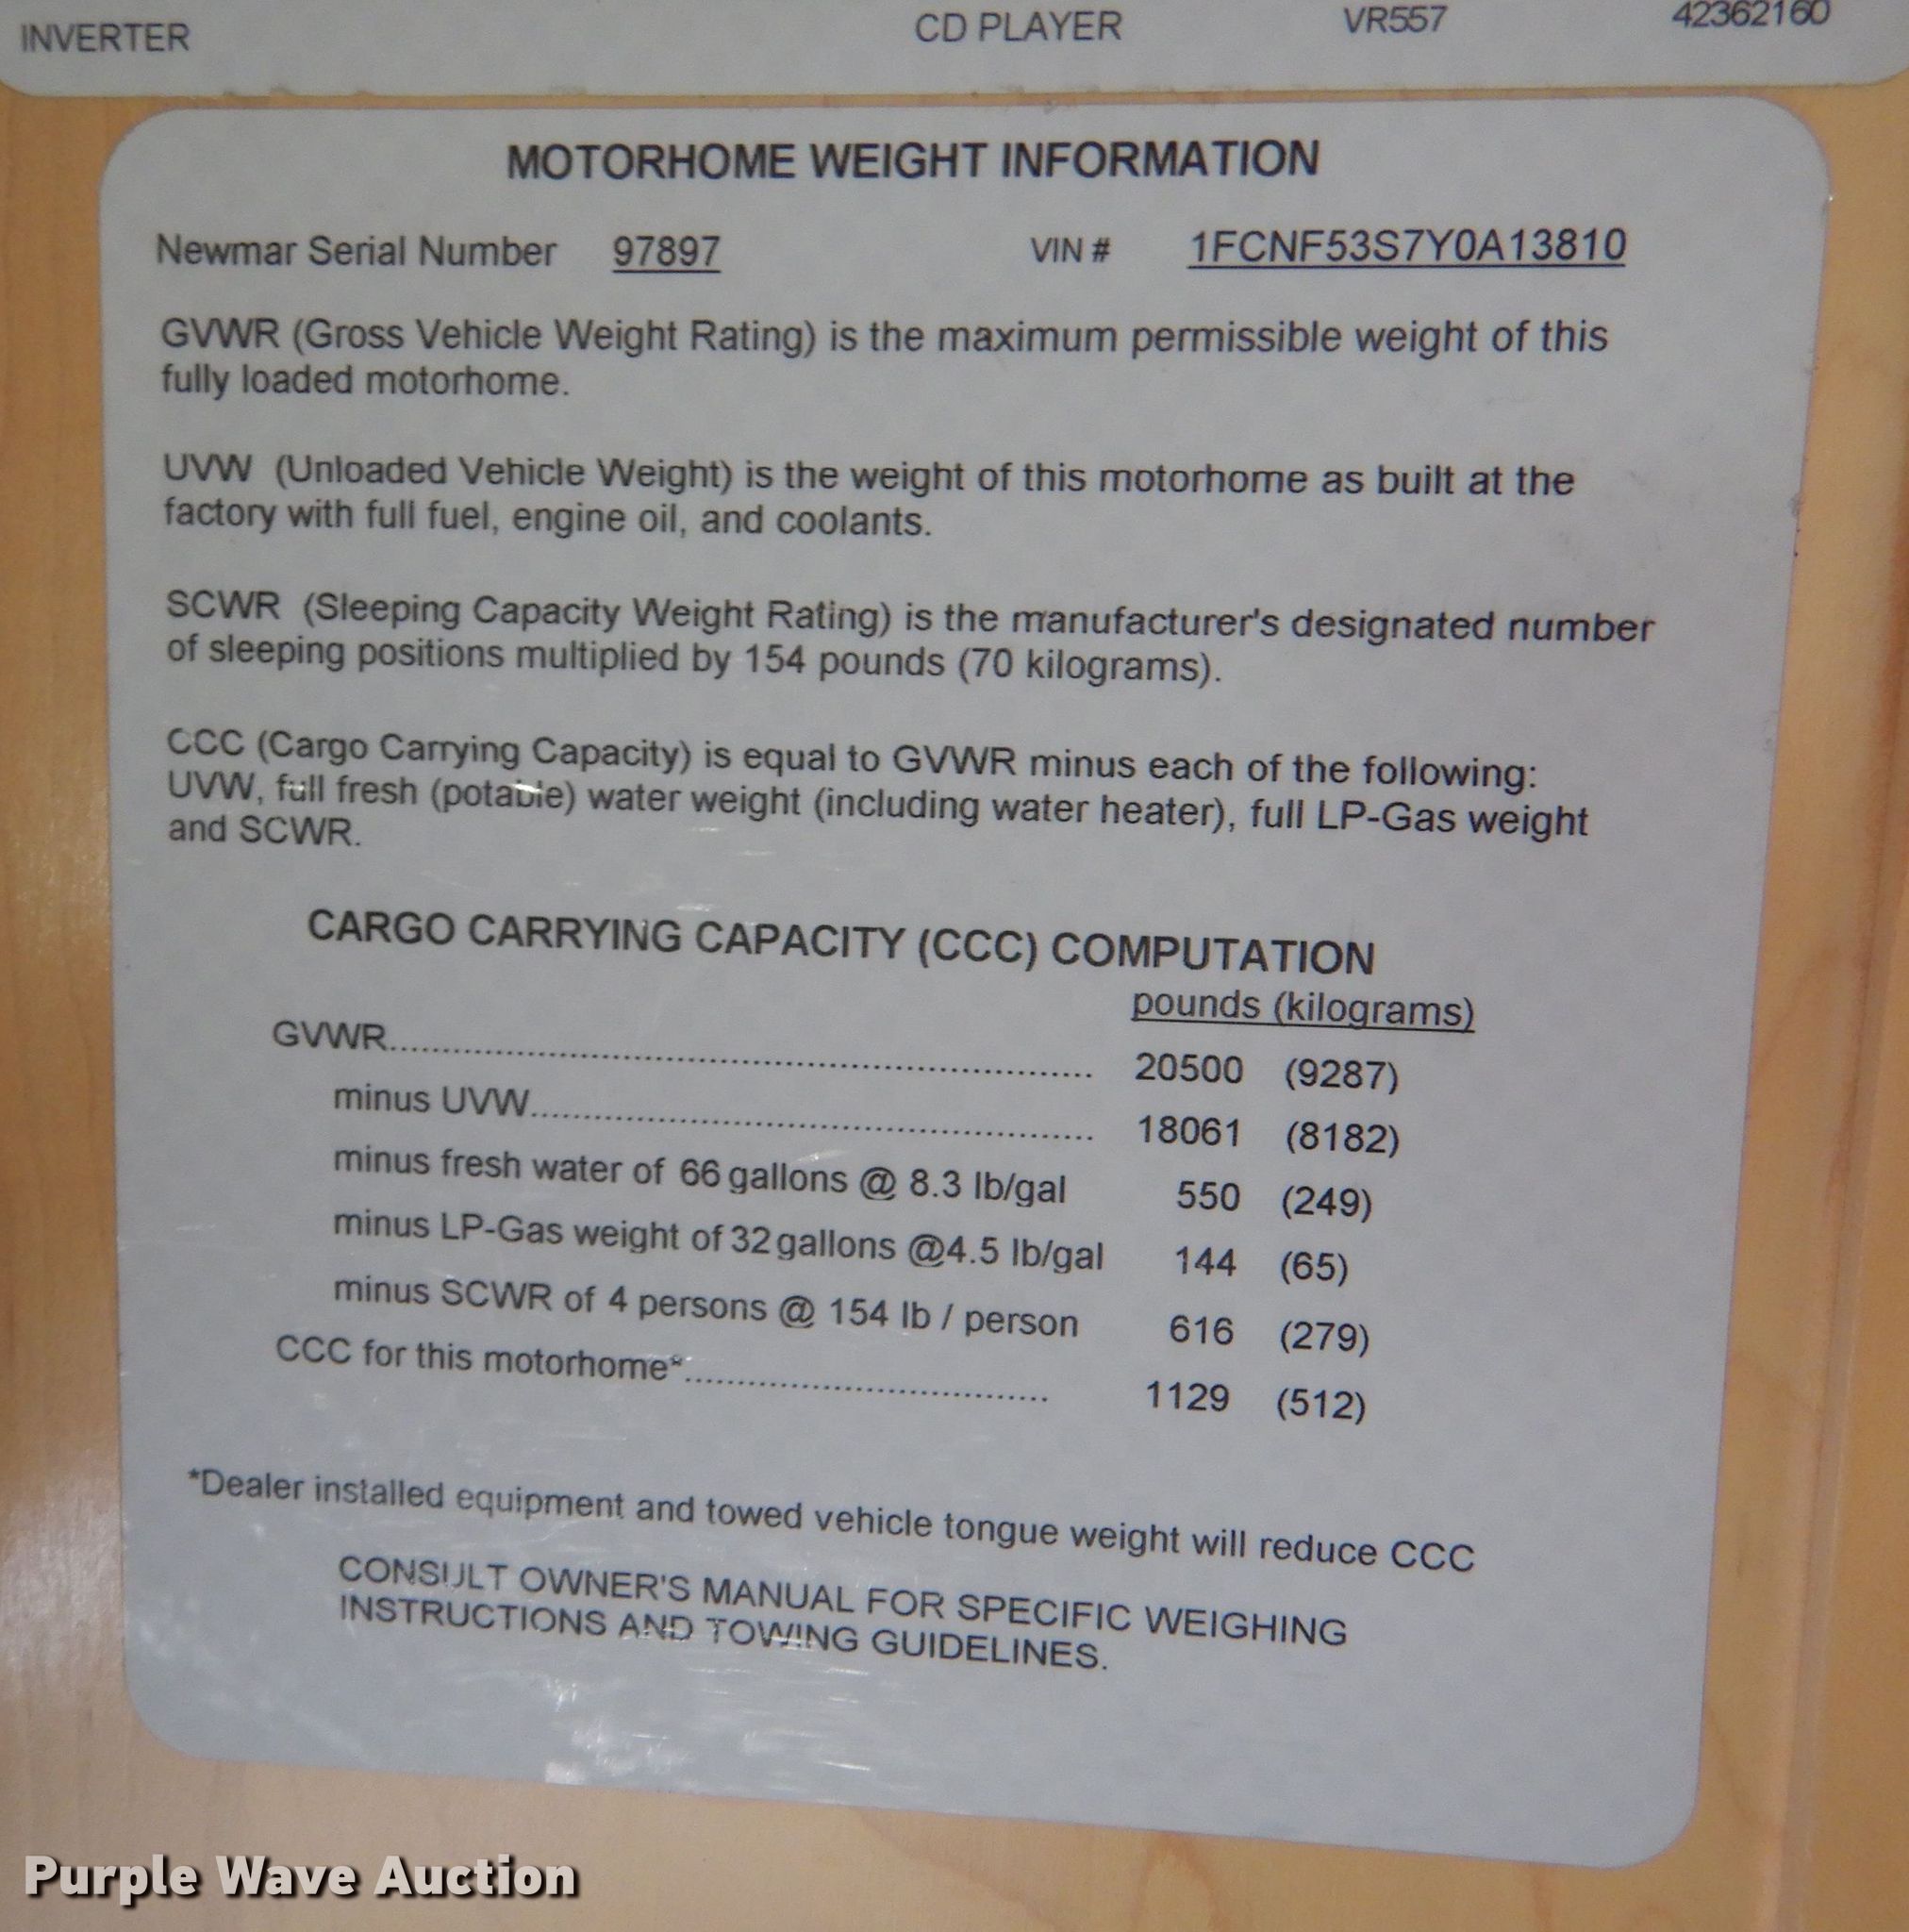 INVERTER CD PLAYER VR557 42362160
MOTORHOME WEIGHT INFORMATION
Newmar Serial Number 97897 VIN # 1FCNF53S7Y0A13810
GVWR (Gross Vehicle Weight Rating) is the maximum permissible weight of this
fully loaded motorhome.
UVW (Unloaded Vehicle Weight) is the weight of this motorhome as built at the
factory with full fuel, engine oil, and coolants.
SCWR (Sleeping Capacity Weight Rating) is the manufacturer's designated number
of sleeping positions multiplied by 154 pounds (70 kilograms).
CCC (Cargo Carrying Capacity) is equal to GVWR minus each of the following:
UVW, full fresh (potable) water weight (including water heater), full LP-Gas weight
and SCWR.
CARGO CARRYING CAPACITY (CCC) COMPUTATION
pounds (kilograms)
GVWR........................................................ 20500 (9287)
minus UVW................................................ 18061 (8182)
minus fresh water of 66 gallons @ 8.3 lb/gal 550 (249)
minus LP-Gas weight of 32 gallons @4.5 lb/gal 144 (65)
minus SCWR of 4 persons @ 154 lb / person 616 (279)
CCC for this motorhome*................................ 1129 (512)
*Dealer installed equipment and towed vehicle tongue weight will reduce CCC
CONSULT OWNER'S MANUAL FOR SPECIFIC WEIGHING
INSTRUCTIONS AND TOWING GUIDELINES.
Purple Wave Auction